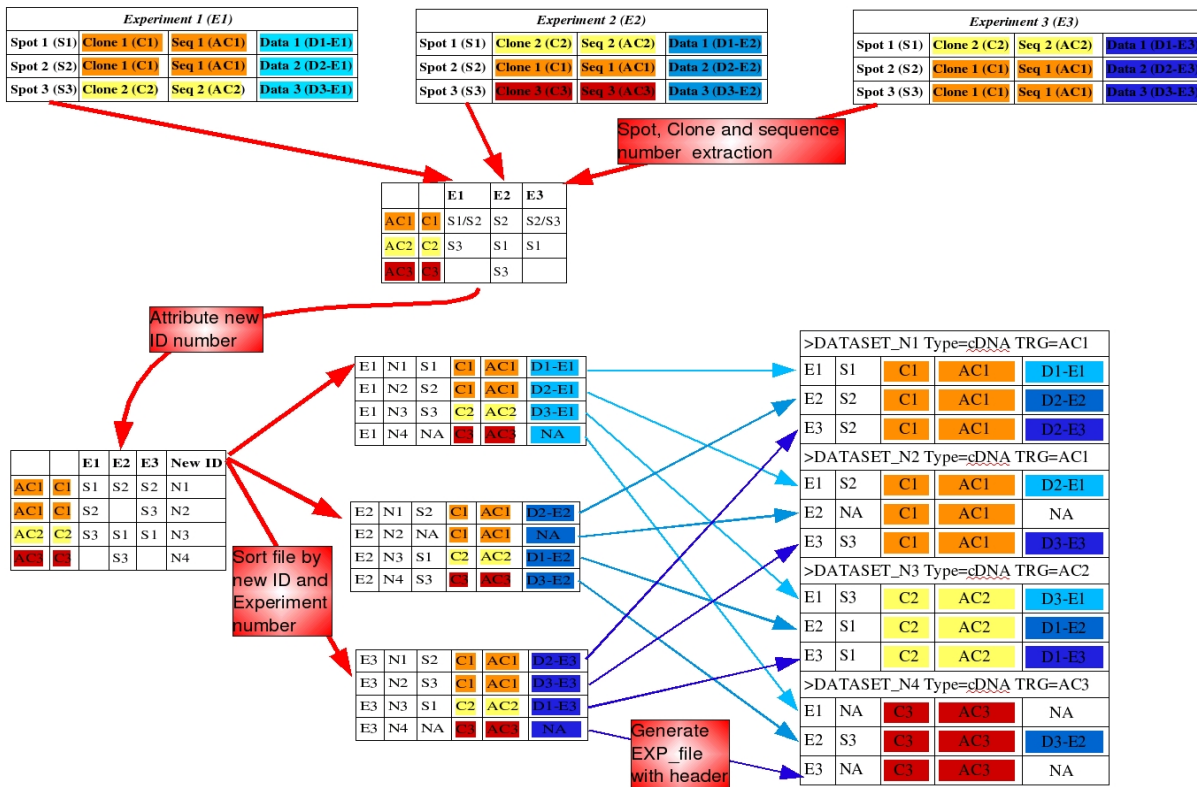 Experiment 1 (E1)
Spot 1 (S1) Clone 1 (C1) Seq 1 (AC1) Data 1 (D1-E1)
Spot 2 (S2) Clone 1 (C1) Seq 1 (AC1) Data 2 (D2-E1)
Spot 3 (S3) Clone 2 (C2) Seq 2 (AC2) Data 3 (D3-E1)
Experiment 2 (E2)
Spot 1 (S1) Clone 2 (C2) Seq 2 (AC2) Data 1 (D1-E2)
Spot 2 (S2) Clone 1 (C1) Seq 1 (AC1) Data 2 (D2-E2)
Spot 3 (S3) Clone 3 (C3) Seq 3 (AC3) Data 3 (D3-E2)
Experiment 3 (E3)
Spot 1 (S1) Clone 2 (C2) Seq 2 (AC2) Data 1 (D1-E3)
Spot 2 (S2) Clone 1 (C1) Seq 1 (AC1) Data 2 (D2-E3)
Spot 3 (S3) Clone 1 (C1) Seq 1 (AC1) Data 3 (D3-E3)
Spot, Clone and sequence
number extraction
E1 E2 E3
AC1 C1 S1/S2 S2 S2/S3
AC2 C2 S3 S1 S1
AC3 C3 S3
Attribute new
ID number
E1 E2 E3 New ID
AC1 C1 S1 S2 S2 N1
AC1 C1 S2 S3 N2
AC2 C2 S3 S1 S1 N3
AC3 C3 S3 N4
Sort file by
new ID and
Experiment
number
E1 N1 S1 C1 AC1 D1-E1
E1 N2 S2 C1 AC1 D2-E1
E1 N3 S3 C2 AC2 D3-E1
E1 N4 NA C3 AC3 NA
E2 N1 S2 C1 AC1 D2-E2
E2 N2 NA C1 AC1 NA
E2 N3 S1 C2 AC2 D1-E2
E2 N4 S3 C3 AC3 D3-E2
E3 N1 S2 C1 AC1 D2-E3
E3 N2 S3 C1 AC1 D3-E3
E3 N3 S1 C2 AC2 D1-E3
E3 N4 NA C3 AC3 NA
Generate
EXP_file
with header
>DATASET_N1 Type=cDNA TRG=AC1
E1 S1 C1 AC1 D1-E1
E2 S2 C1 AC1 D2-E2
E3 S2 C1 AC1 D2-E3
>DATASET_N2 Type=cDNA TRG=AC1
E1 S2 C1 AC1 D2-E1
E2 NA C1 AC1 NA
E3 S3 C1 AC1 D3-E3
>DATASET_N3 Type=cDNA TRG=AC2
E1 S3 C2 AC2 D3-E1
E2 S1 C2 AC2 D1-E2
E3 S1 C2 AC2 D1-E3
>DATASET_N4 Type=cDNA TRG=AC3
E1 NA C3 AC3 NA
E2 S3 C3 AC3 D3-E2
E3 NA C3 AC3 NA